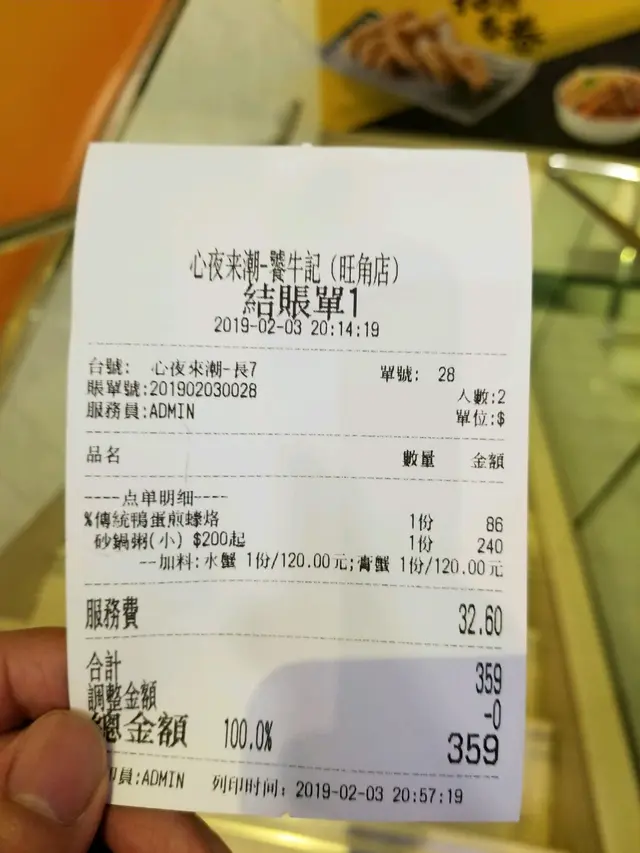 心夜来潮-饕牛記（旺角店）
結賬單1
2019-02-03 20:14:19
台號： 心夜來潮-長7 單號： 28
賬單號:201902030028 人數:2
服務員:ADMIN 單位:$
品名 數量 金額
----点单明细----
%傳統鴨蛋煎蠔烙 1份 86
砂鍋粥(小) $200起 1份 240
--加料:水蟹 1份/120.00元;膏蟹 1份/120.00元
服務費 32.60
合計 359
調整金額 -0
總金額 100.0% 359
印員:ADMIN 列印时间: 2019-02-03 20:57:19